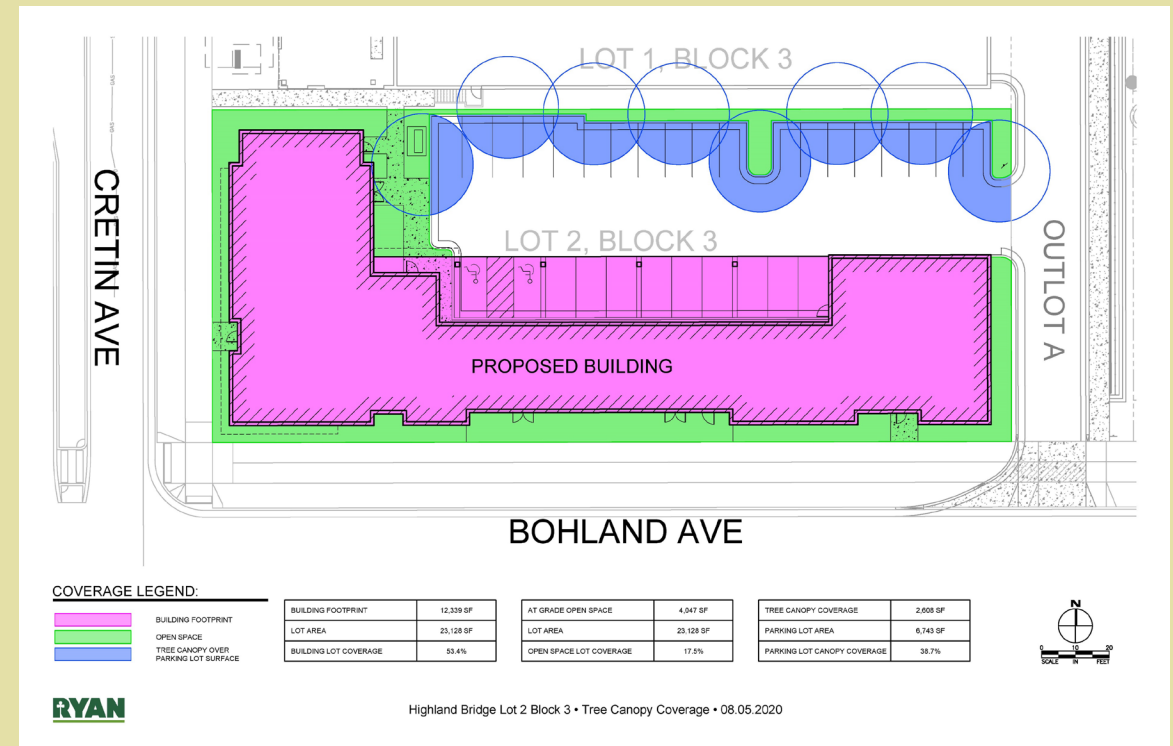 LOT 1, BLOCK 3
CRETIN AVE
LOT 2, BLOCK 3
OUTLOT A
PROPOSED BUILDING
BOHLAND AVE
COVERAGE LEGEND:
BUILDING FOOTPRINT
OPEN SPACE
TREE CANOPY OVER
PARKING LOT SURFACE
BUILDING FOOTPRINT 12,339 SF
LOT AREA 23,128 SF
BUILDING LOT COVERAGE 53.4%
AT GRADE OPEN SPACE 4,047 SF
LOT AREA 23,128 SF
OPEN SPACE LOT COVERAGE 17.5%
TREE CANOPY COVERAGE 2,608 SF
PARKING LOT AREA 6,743 SF
PARKING LOT CANOPY COVERAGE 38.7%
N
0 10 20
SCALE IN FEET
RYAN
Highland Bridge Lot 2 Block 3 • Tree Canopy Coverage • 08.05.2020